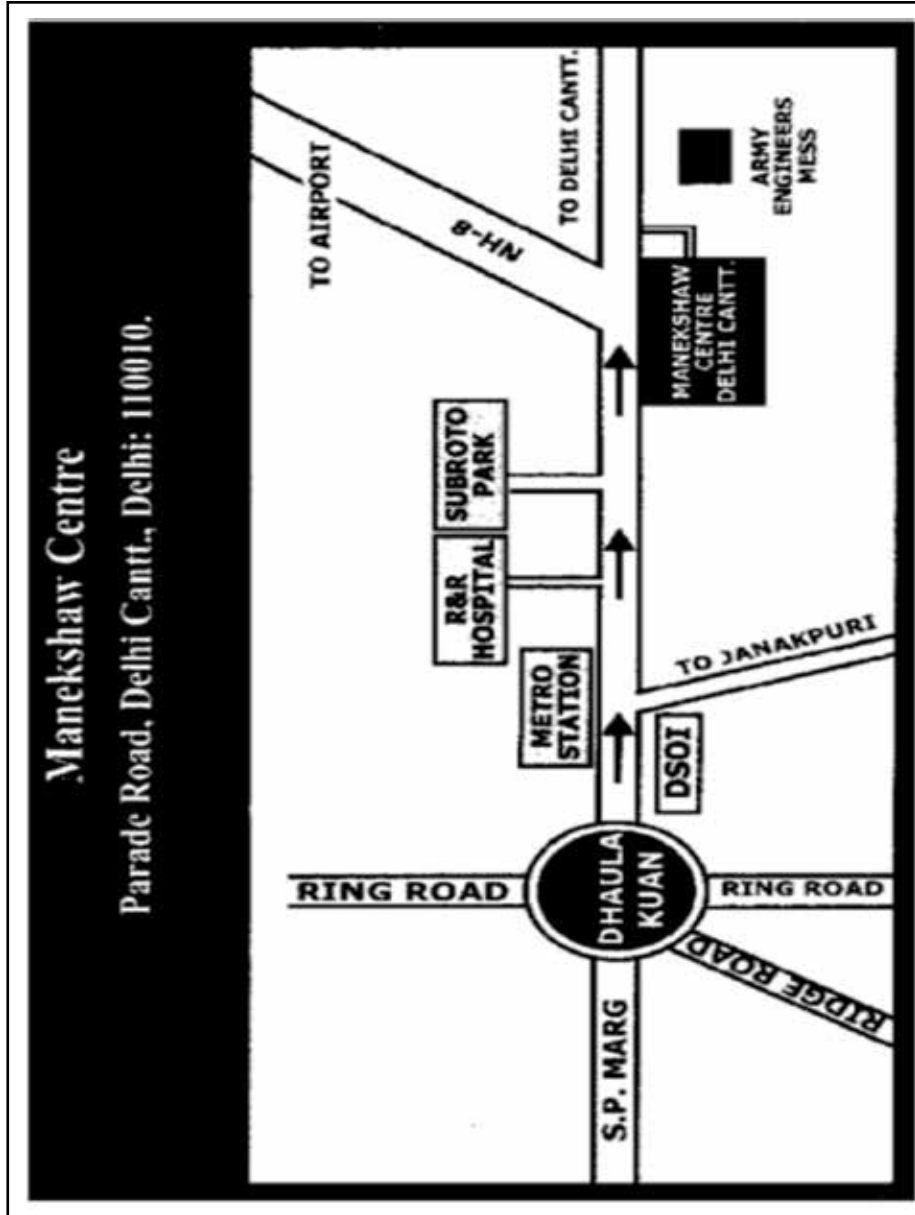 Manekshaw Centre
Parade Road, Delhi Cantt., Delhi: 110010.
TO AIRPORT
NH-8
RING ROAD
R&R
HOSPITAL
SUBROTO
PARK
METRO
STATION
TO DELHI CANTT.
S.P. MARG
DHAULA
KUAN
DSOI
MANEKSHAW
CENTRE
DELHI CANTT.
ARMY
ENGINEERS
MESS
RIDGE ROAD
RING ROAD
TO JANAKPURI